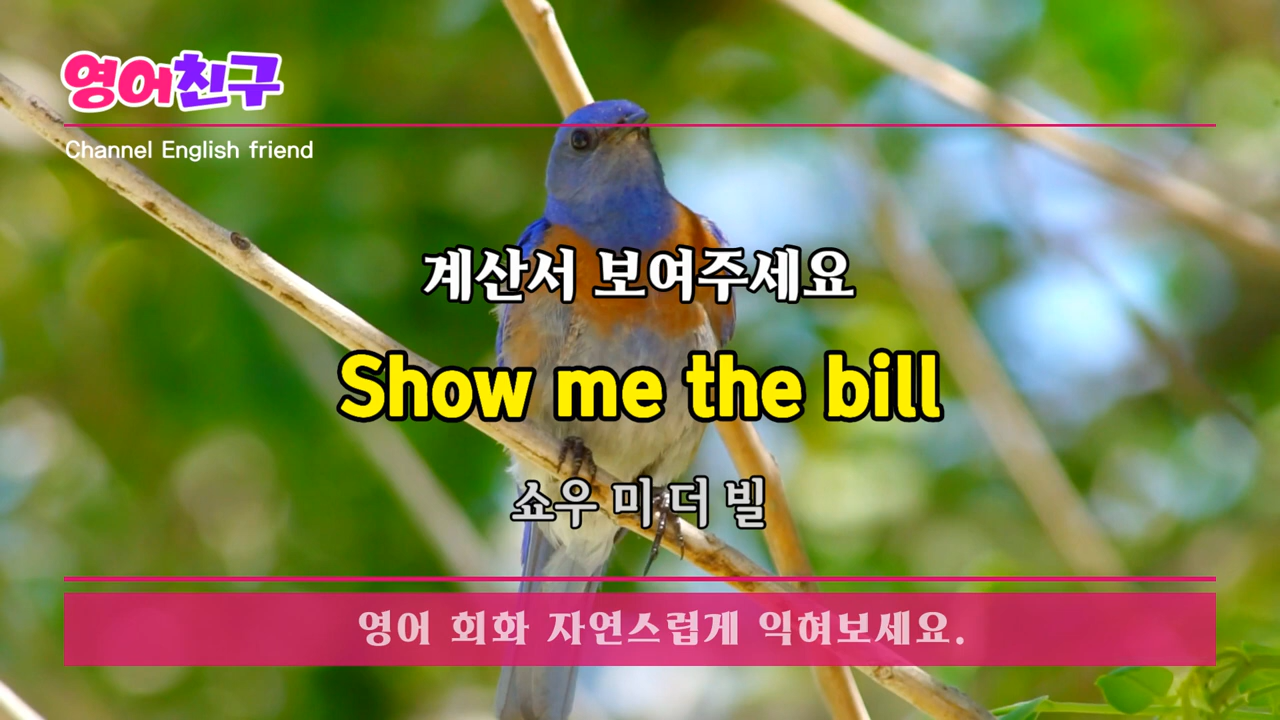 영어친구
Channel English friend
계산서 보여주세요
Show me the bill
쇼우 미 더 빌
영어 회화 자연스럽게 익혀보세요.